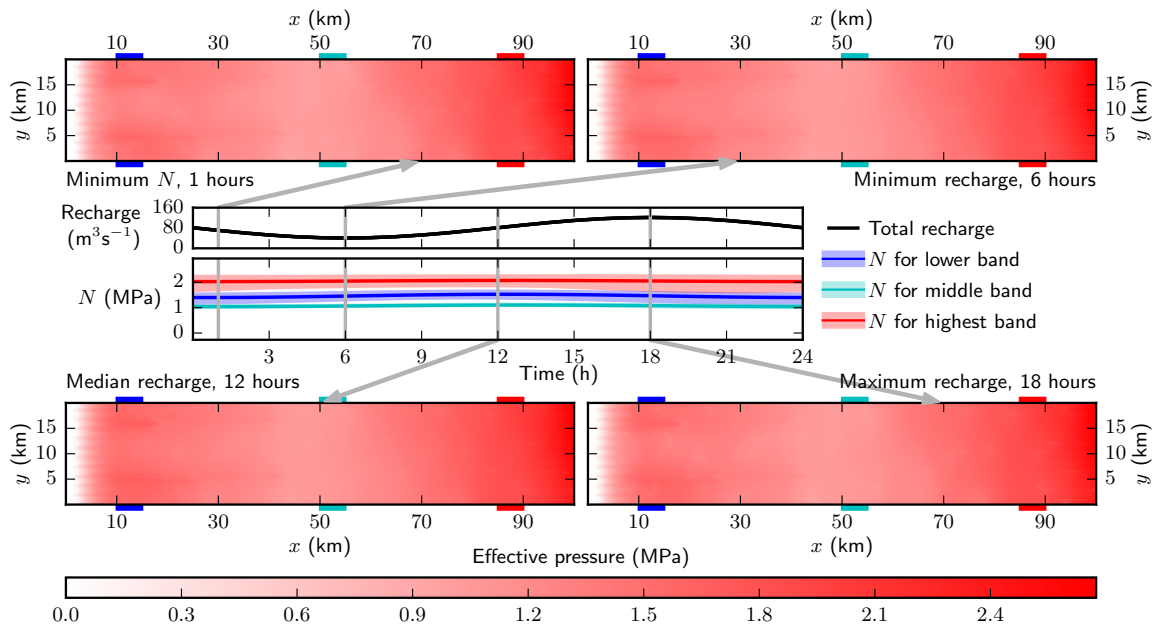 x (km) x (km)
10 30 50 70 90 10 30 50 70 90
y (km) 15 10 5 15 10 5 y (km)
Minimum N, 1 hours Minimum recharge, 6 hours
Recharge (m³s⁻¹) 160 80 0
N (MPa) 2 1 0
3 6 9 12 15 18 21 24
Time (h)
Total recharge
N for lower band
N for middle band
N for highest band
Median recharge, 12 hours Maximum recharge, 18 hours
y (km) 15 10 5 15 10 5 y (km)
10 30 50 70 90 10 30 50 70 90
x (km) x (km)
Effective pressure (MPa)
0.0 0.3 0.6 0.9 1.2 1.5 1.8 2.1 2.4